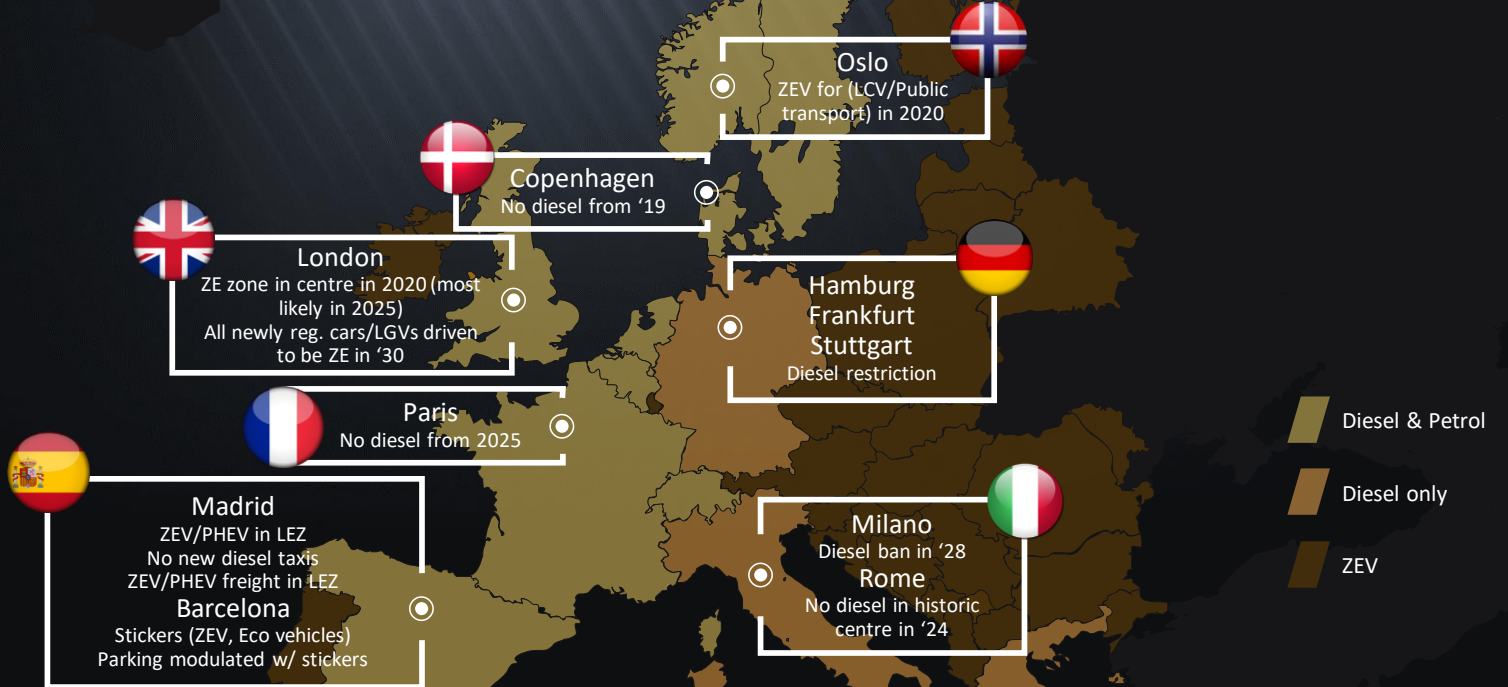 Oslo
ZEV for (LCV/Public
transport) in 2020
Copenhagen
No diesel from ‘19
London
ZE zone in centre in 2020 (most
likely in 2025)
All newly reg. cars/LGVs driven
to be ZE in ‘30
Hamburg
Frankfurt
Stuttgart
Diesel restriction
Paris
No diesel from 2025
Madrid
ZEV/PHEV in LEZ
No new diesel taxis
ZEV/PHEV freight in LEZ
Barcelona
Stickers (ZEV, Eco vehicles)
Parking modulated w/ stickers
Milano
Diesel ban in ‘28
Rome
No diesel in historic
centre in ‘24
Diesel & Petrol
Diesel only
ZEV